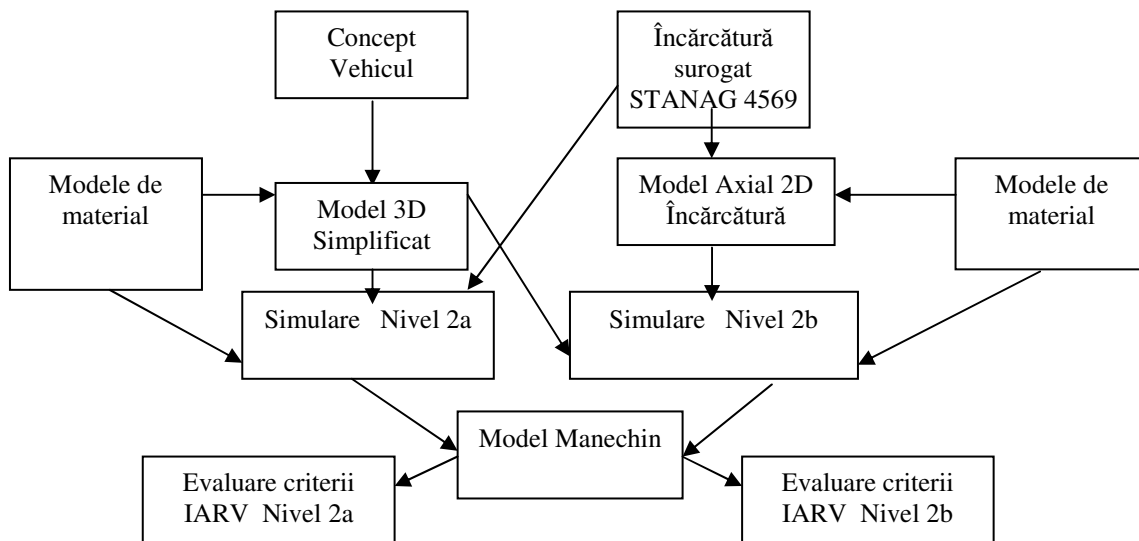 Concept
Vehicul
Încărcătură
surogat
STANAG 4569
Modele de
material
Model 3D
Simplificat
Model Axial 2D
Încărcătură
Modele de
material
Simulare Nivel 2a
Simulare Nivel 2b
Model Manechin
Evaluare criterii
IARV Nivel 2a
Evaluare criterii
IARV Nivel 2b